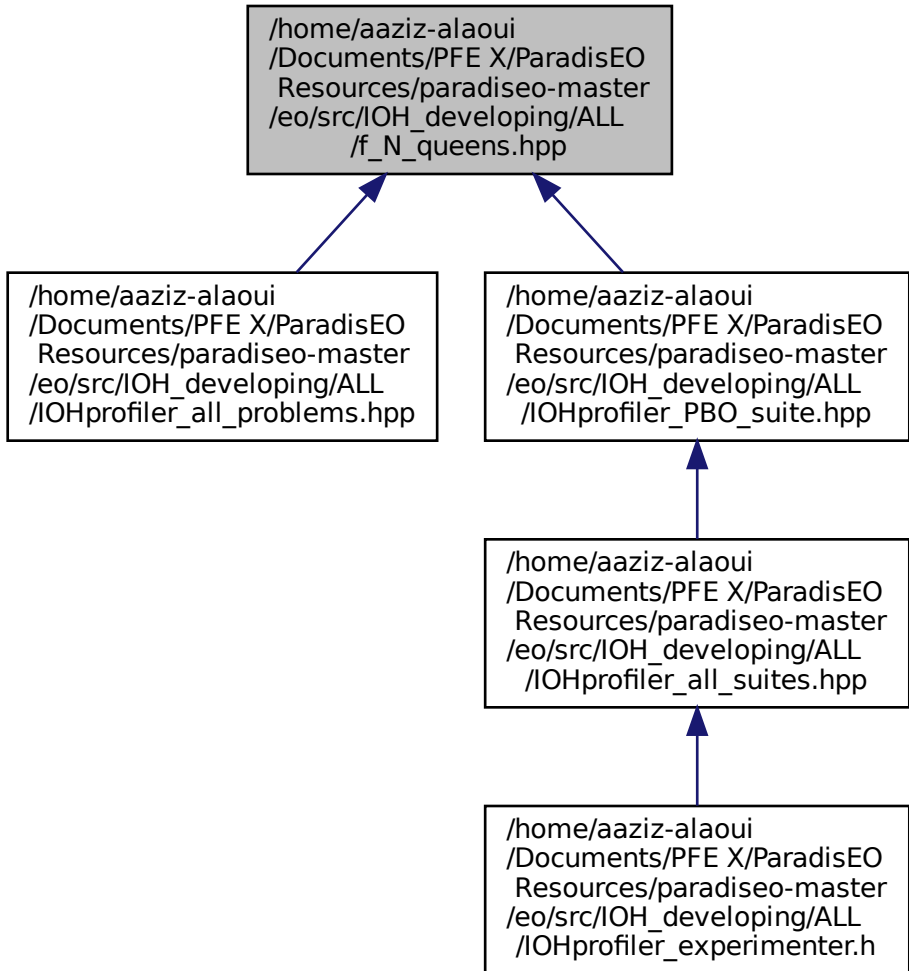 /home/aaziz-alaoui
/Documents/PFE X/ParadisEO
Resources/paradiseo-master
/eo/src/IOH_developing/ALL
/f_N_queens.hpp
/home/aaziz-alaoui
/Documents/PFE X/ParadisEO
Resources/paradiseo-master
/eo/src/IOH_developing/ALL
/IOHprofiler_all_problems.hpp
/home/aaziz-alaoui
/Documents/PFE X/ParadisEO
Resources/paradiseo-master
/eo/src/IOH_developing/ALL
/IOHprofiler_PBO_suite.hpp
/home/aaziz-alaoui
/Documents/PFE X/ParadisEO
Resources/paradiseo-master
/eo/src/IOH_developing/ALL
/IOHprofiler_all_suites.hpp
/home/aaziz-alaoui
/Documents/PFE X/ParadisEO
Resources/paradiseo-master
/eo/src/IOH_developing/ALL
/IOHprofiler_experimenter.h